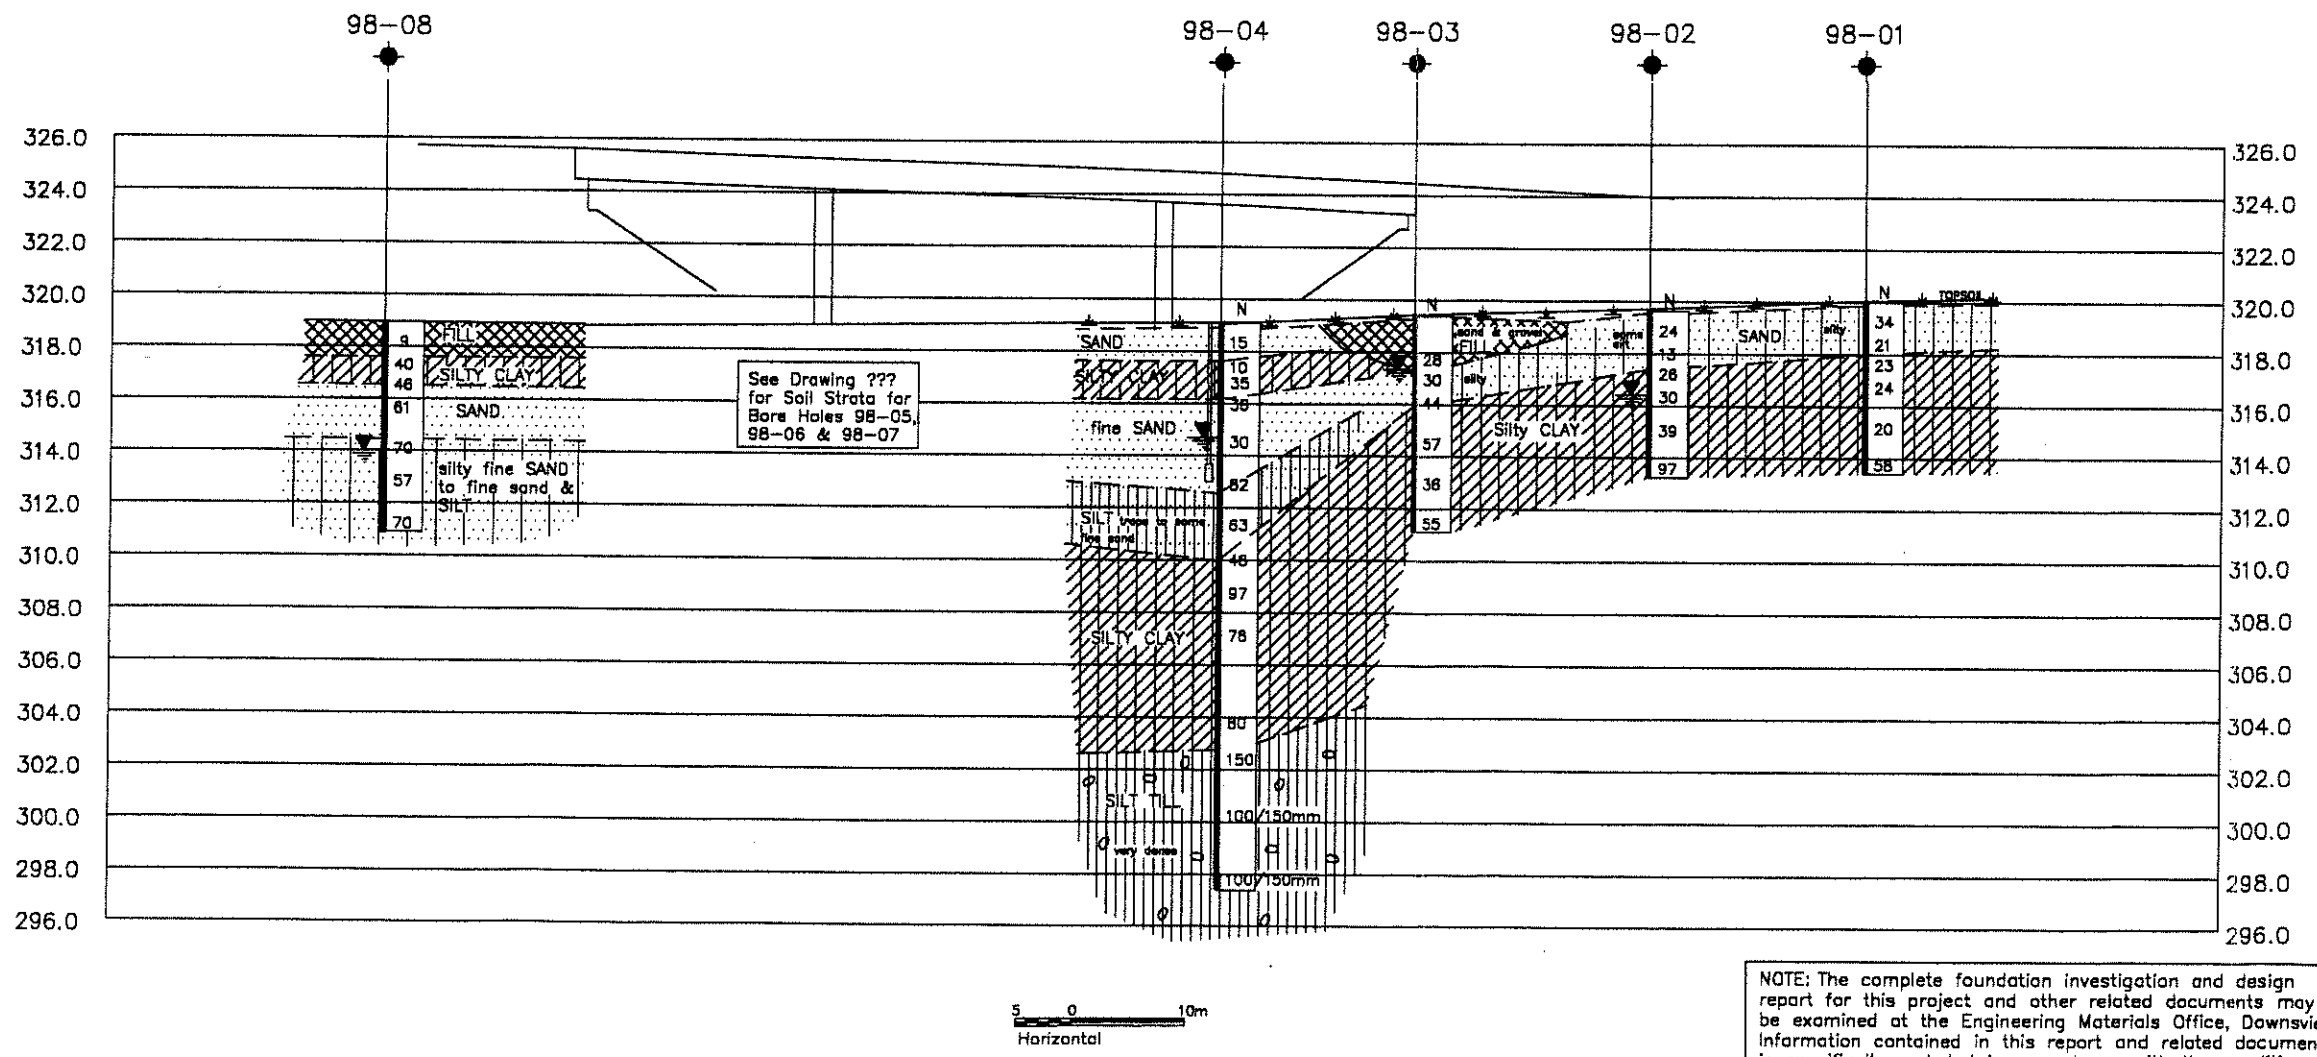 98-08
98-04
98-03
98-02
98-01
326.0
326.0
324.0
324.0
322.0
322.0
320.0
320.0
318.0
318.0
316.0
316.0
314.0
314.0
312.0
312.0
310.0
310.0
308.0
308.0
306.0
306.0
304.0
304.0
302.0
302.0
300.0
300.0
298.0
298.0
296.0
296.0
9
40
46
61
70
57
70
FILL
SILTY CLAY
SAND
silty fine SAND
to fine sand &
SILT
See Drawing ???
for Soil Strata for
Bore Holes 98-05,
98-06 & 98-07
SAND
SILTY CLAY
fine SAND
SILT trace to some
fine sand
SILTY CLAY
SILT TILL
very dense
N
15
10
35
38
30
62
63
48
97
78
80
150
100/150mm
100/150mm
N
28
30
44
57
36
55
sand & gravel
FILL
silty
Silty CLAY
some
N
24
13
26
30
39
97
SAND
silty
N
34
21
23
24
20
58
TOPSOIL
5 0 10m
Horizontal
NOTE: The complete foundation investigation and design
report for this project and other related documents may
be examined at the Engineering Materials Office, Downsvie
Information contained in this report and related documen